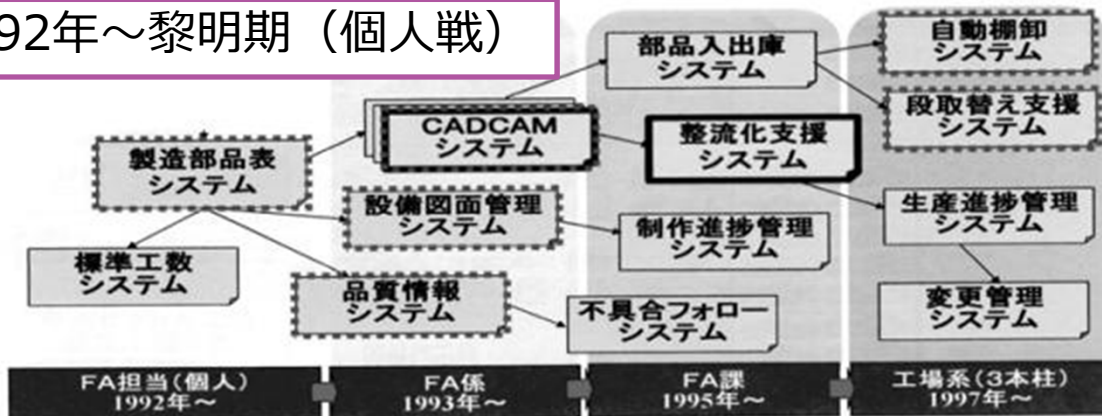 92年～黎明期（個人戦）
部品入出庫
システム
自動棚卸
システム
段取替え支援
システム
CADCAM
システム
整流化支援
システム
製造部品表
システム
設備図面管理
システム
制作進捗管理
システム
生産進捗管理
システム
標準工数
システム
品質情報
システム
不具合フォロー
システム
変更管理
システム
FA担当(個人)
1992年～
FA係
1993年～
FA課
1995年～
工場系(3本柱)
1997年～